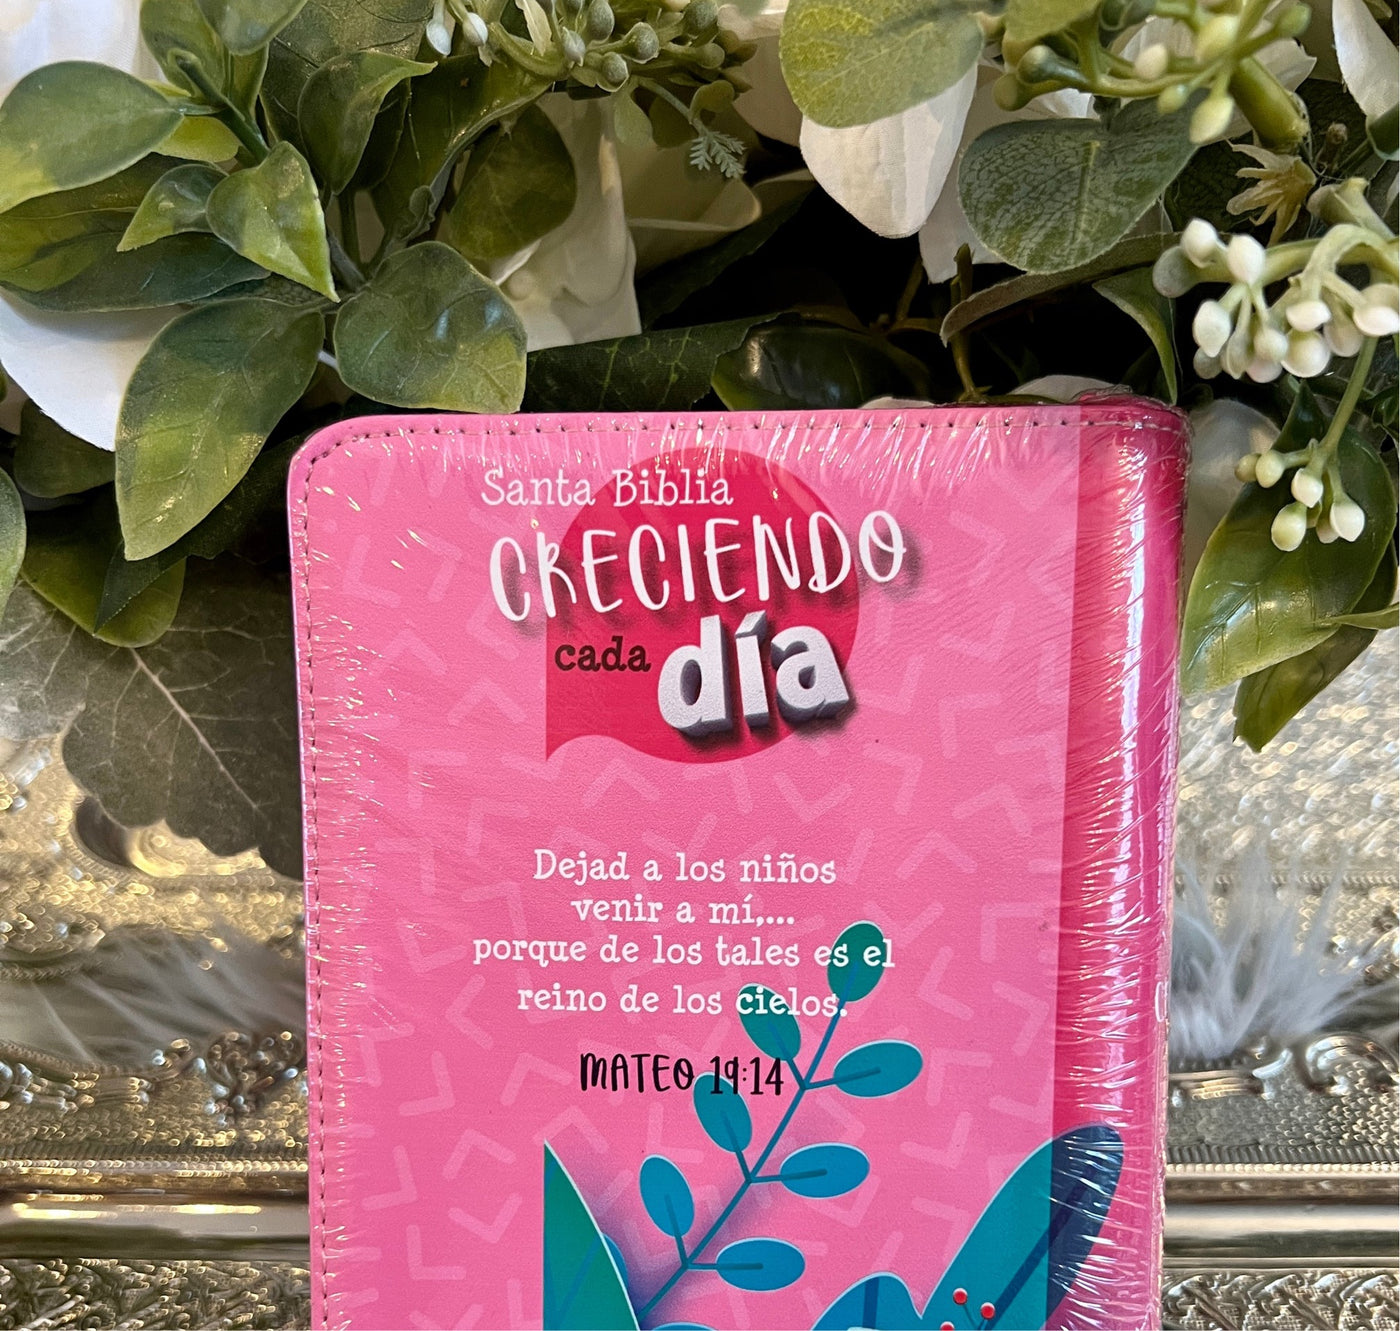 Santa Biblia
CRECIENDO
cada día
Dejad a los niños
venir a mí,...
porque de los tales es el
reino de los cielos.
MATEO 19:14